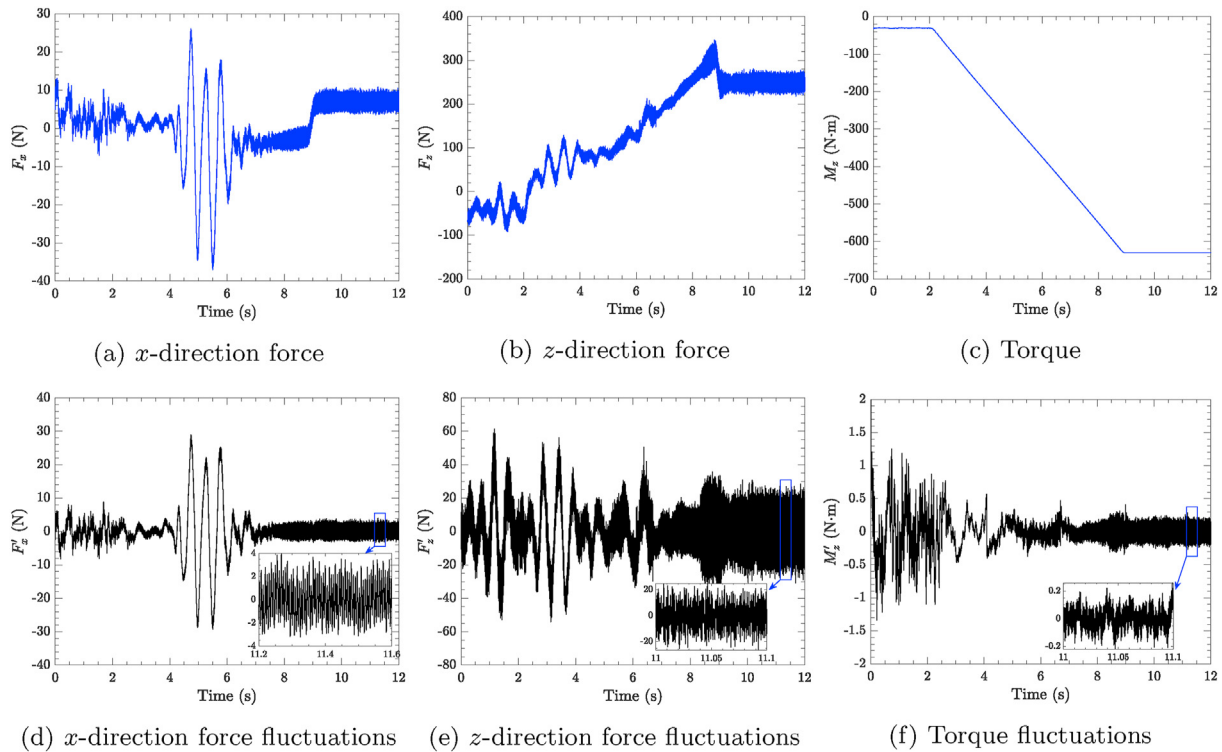 30
20
10
0
-10
-20
-30
-40
Fx (N)
0 2 4 6 8 10 12
Time (s)
(a) x-direction force
400
300
200
100
0
-100
-200
Fz (N)
0 2 4 6 8 10 12
Time (s)
(b) z-direction force
0
-100
-200
-300
-400
-500
-600
-700
Mz (N·m)
0 2 4 6 8 10 12
Time (s)
(c) Torque
40
30
20
10
0
-10
-20
-30
-40
F′x (N)
4
2
0
-2
-4
11.2 11.4 11.6
0 2 4 6 8 10 12
Time (s)
(d) x-direction force fluctuations
80
60
40
20
0
-20
-40
-60
-80
F′z (N)
20
0
-20
11 11.05 11.1
0 2 4 6 8 10 12
Time (s)
(e) z-direction force fluctuations
2
1.5
1
0.5
0
-0.5
-1
-1.5
-2
M′z (N·m)
0.2
0
-0.2
11 11.05 11.1
0 2 4 6 8 10 12
Time (s)
(f) Torque fluctuations